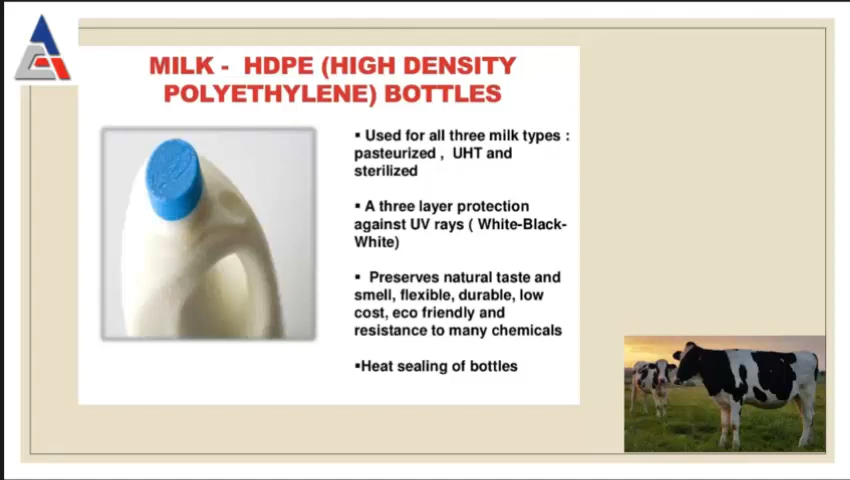 MILK - HDPE (HIGH DENSITY
POLYETHYLENE) BOTTLES
▪ Used for all three milk types :
pasteurized , UHT and
sterilized
▪ A three layer protection
against UV rays ( White-Black-
White)
▪ Preserves natural taste and
smell, flexible, durable, low
cost, eco friendly and
resistance to many chemicals
▪Heat sealing of bottles